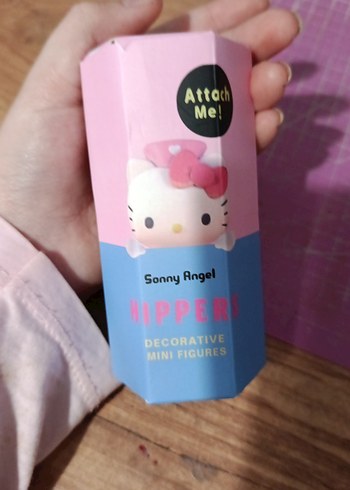 Attach
Me!
Sonny Angel
HIPPERS
DECORATIVE
MINI FIGURES